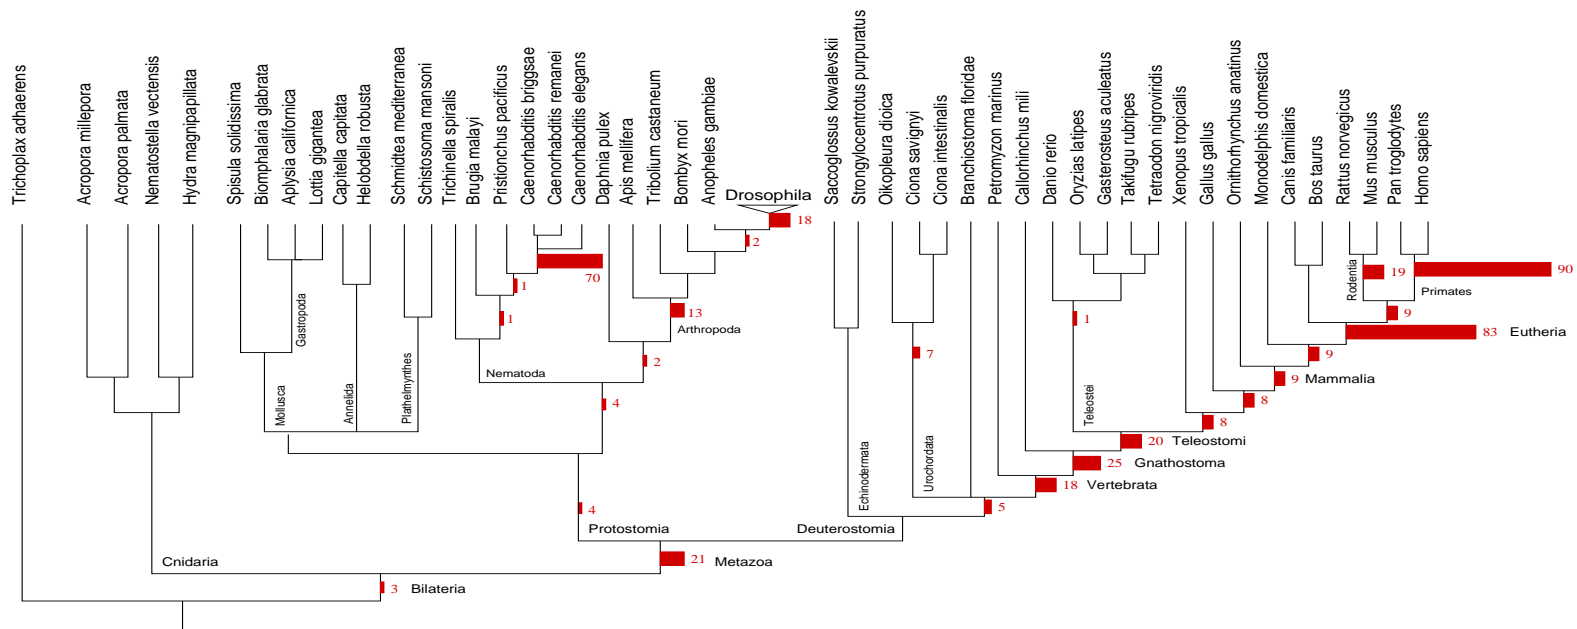 Trichoplax adhaerens
Acropora millepora
Acropora palmata
Nematostella vectensis
Hydra magnipapillata
Spisula solidissima
Biomphalaria glabrata
Aplysia californica
Lottia gigantea
Capitella capitata
Helobdella robusta
Schmidtea mediterranea
Schistosoma mansoni
Trichinella spiralis
Brugia malayi
Pristionchus pacificus
Caenorhabditis briggsae
Caenorabditis remanei
Caenorhabditis elegans
Daphnia pulex
Apis mellifera
Tribolium castaneum
Bombyx mori
Anopheles gambiae
Drosophila
Saccoglossus kowalevskii
Strongylocentrotus purpuratus
Oikopleura dioica
Ciona savignyi
Ciona intestinalis
Branchiostoma floridae
Petromyzon marinus
Callorhinchus mili
Danio rerio
Oryzias latipes
Gasterosteus aculeatus
Takifugu rubripes
Tetradon nigroviridis
Xenopus tropicalis
Gallus gallus
Ornithorhynchus anatinus
Monodelphis domestica
Canis familiaris
Bos taurus
Rattus norvegicus
Mus musculus
Pan troglodytes
Homo sapiens
18
2
70
1
1
13
Arthropoda
2
Nematoda
4
Gastropoda
Mollusca
Annelida
Plathelmynthes
Rodentia
19
90
Primates
9
83 Eutheria
9
9 Mammalia
8
8
1
Teleostei
20 Teleostomi
25 Gnathostoma
18 Vertebrata
7
Urochordata
Echinodermata
5
4
Protostomia
Deuterostomia
21 Metazoa
Cnidaria
3 Bilateria